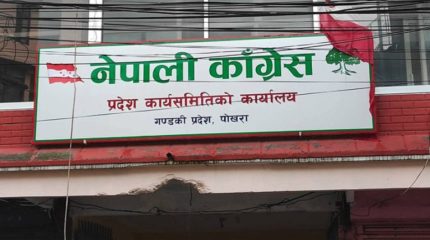 नेपाली काँग्रेस
प्रदेश कार्यसमितिको कार्यालय
गण्डकी प्रदेश, पोखरा